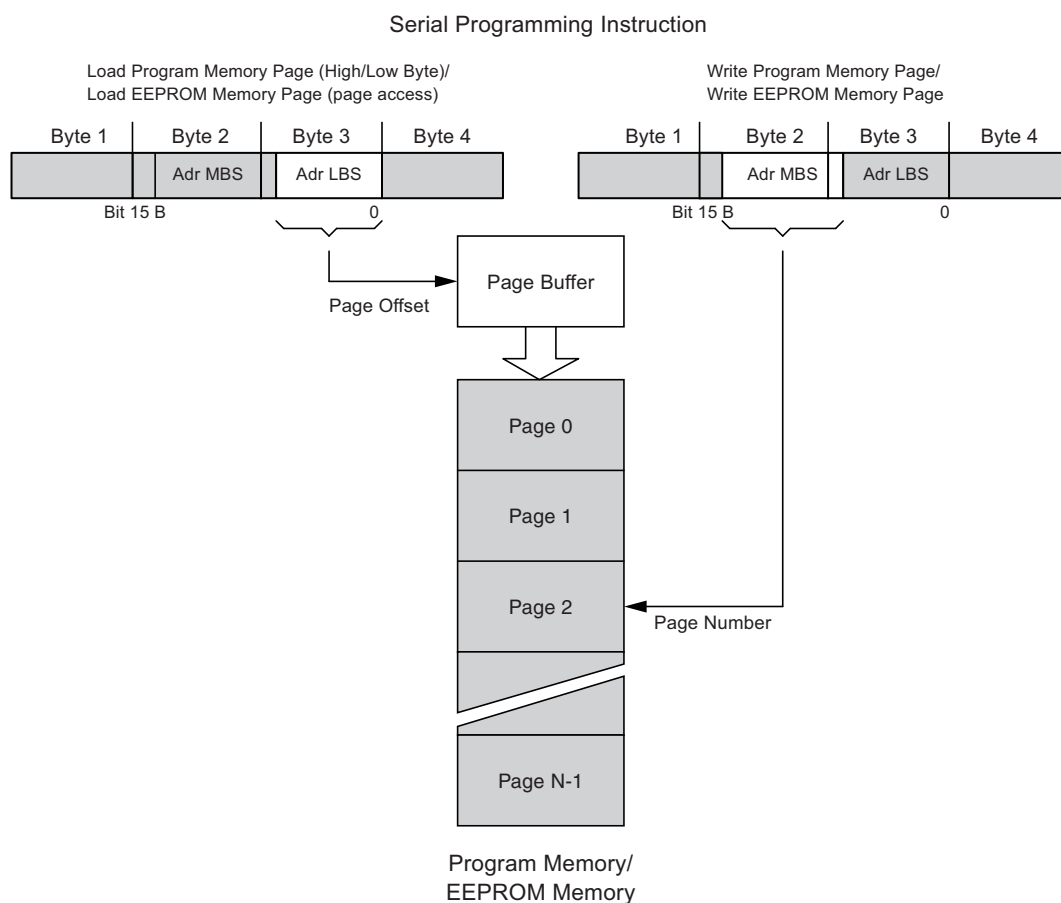 Serial Programming Instruction
Load Program Memory Page (High/Low Byte)/
Load EEPROM Memory Page (page access)
Write Program Memory Page/
Write EEPROM Memory Page
Byte 1 Byte 2 Byte 3 Byte 4
Adr MBS Adr LBS
Bit 15 B 0
Byte 1 Byte 2 Byte 3 Byte 4
Adr MBS Adr LBS
Bit 15 B 0
Page Buffer
Page Offset
Page 0
Page 1
Page 2
Page Number
Page N-1
Program Memory/
EEPROM Memory